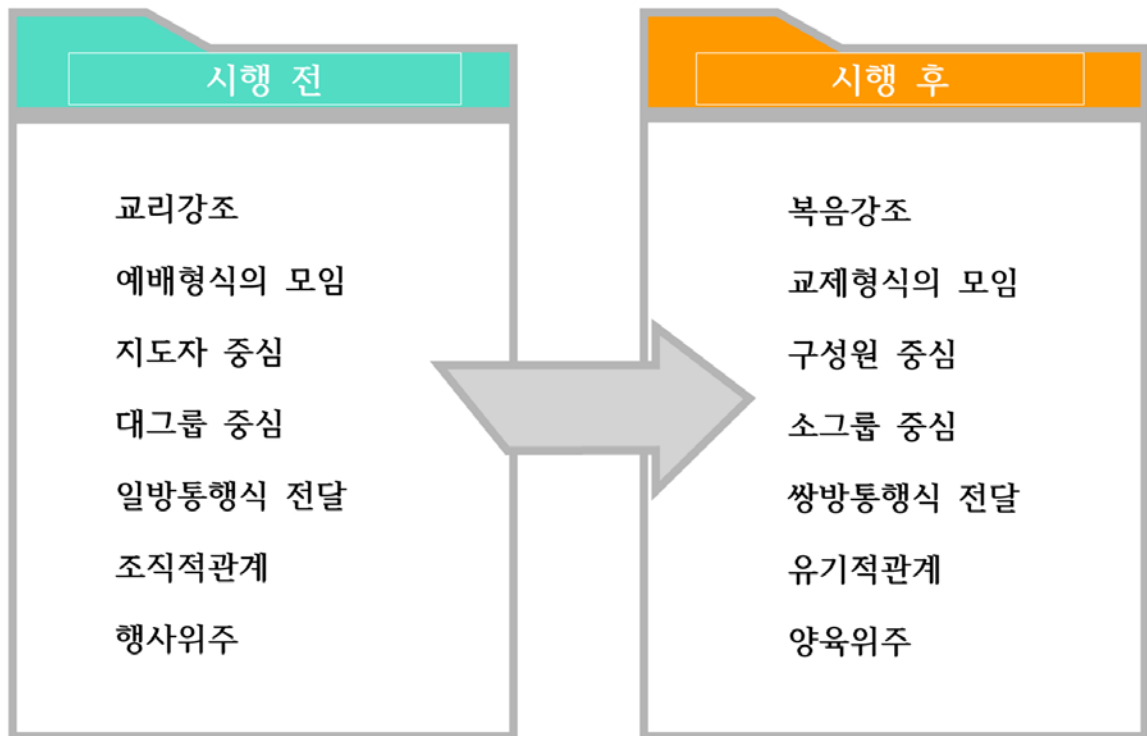 시행 전
교리강조
예배형식의 모임
지도자 중심
대그룹 중심
일방통행식 전달
조직적관계
행사위주
시행 후
복음강조
교제형식의 모임
구성원 중심
소그룹 중심
쌍방통행식 전달
유기적관계
양육위주